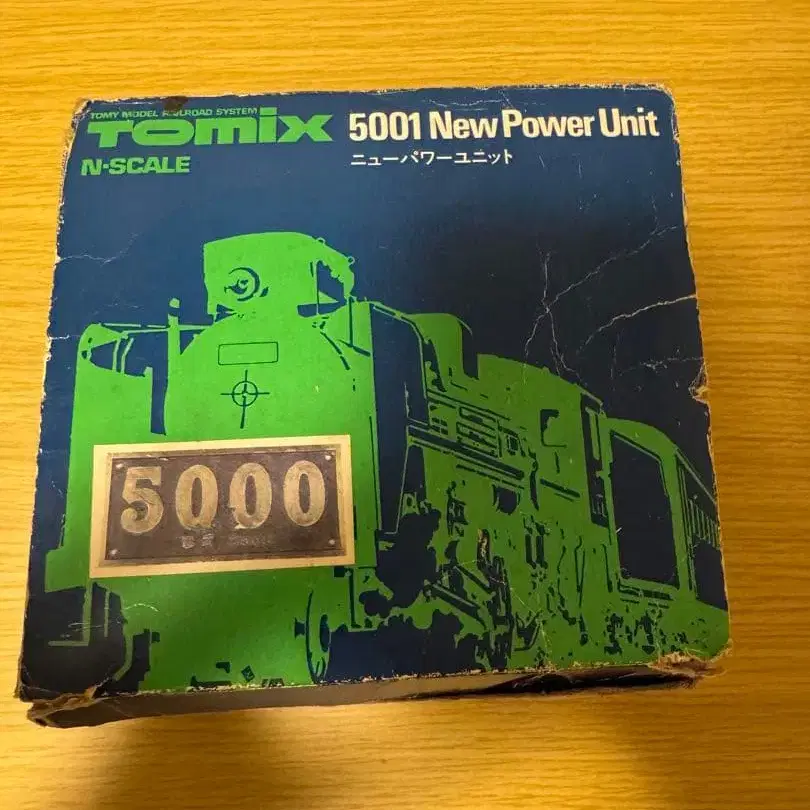 TOMY MODEL RAILROAD SYSTEM
TOMIX
5001 New Power Unit
N-SCALE
ニューパワーユニット
5000